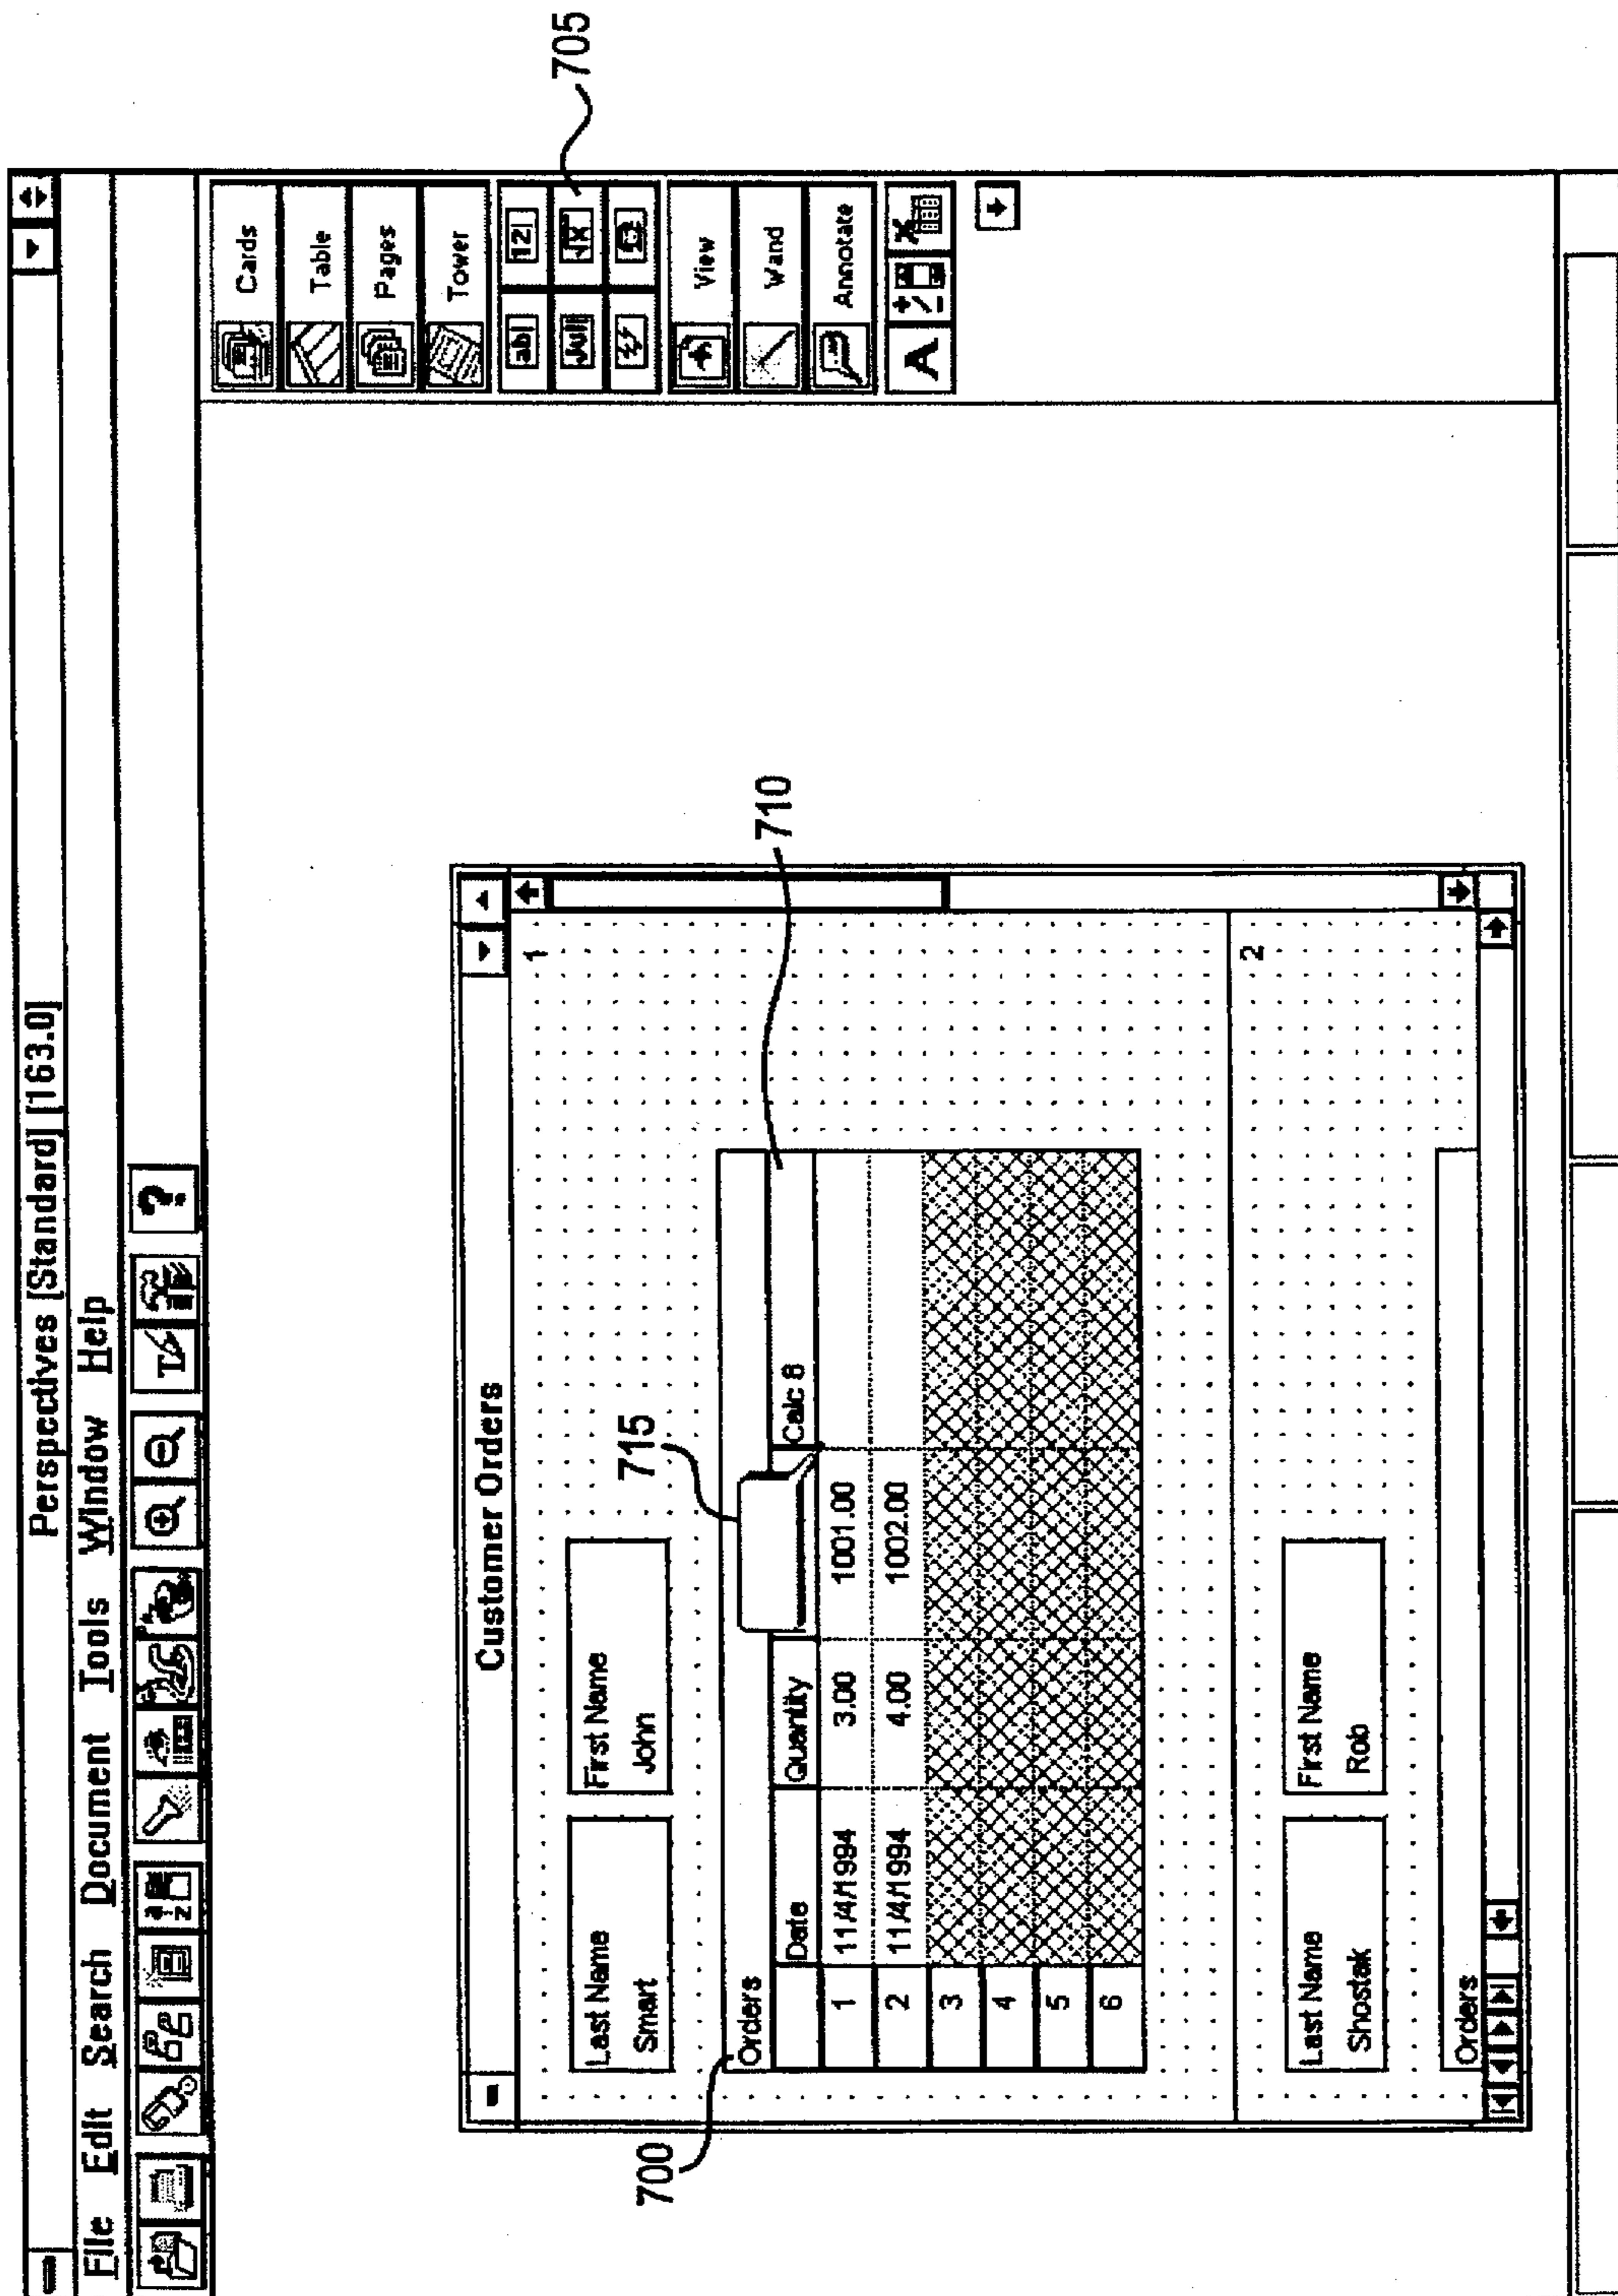 Perspectives [Standard] [163.0]
File Edit Search Document Tools Window Help
?
Cards
Table
Pages
Tower
ab 12
Jul √X
View
Wand
Annotate
A
705
Customer Orders
1
Last Name
Smart
First Name
John
715
710
700
Orders
Date Quantity Calc 8
1 11/4/1994 3.00 1001.00
2 11/4/1994 4.00 1002.00
3
4
5
6
2
Last Name
Shostak
First Name
Rob
Orders